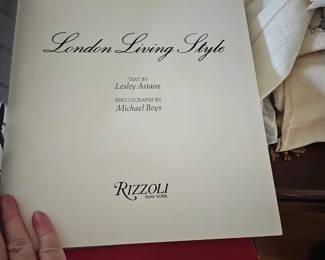 London Living Style
TEXT BY
Lesley Astaire
PHOTOGRAPHS BY
Michael Boys
RIZZOLI
NEW YORK